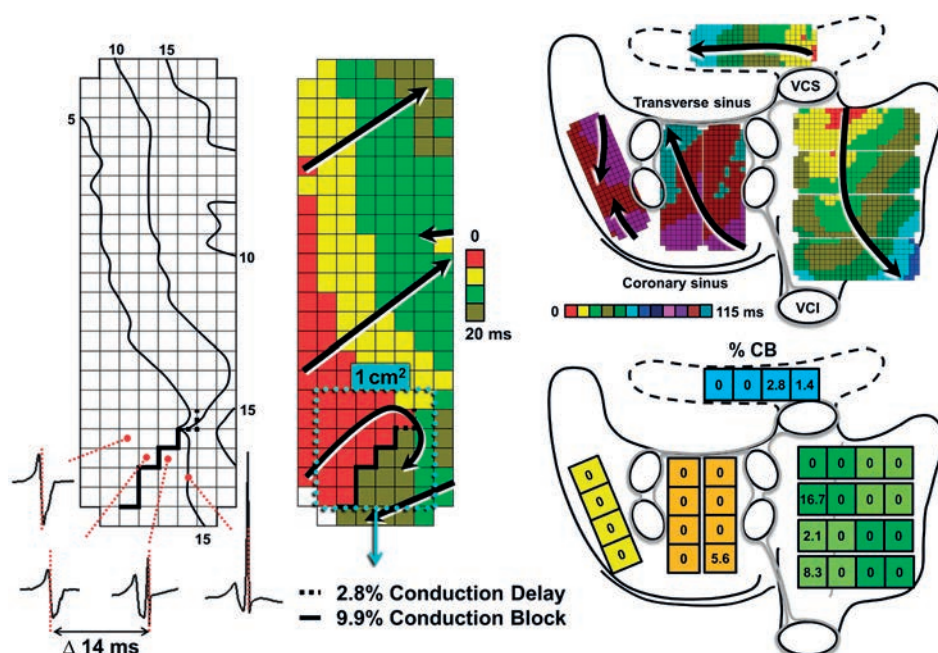 10 15
5
10
15
15
Δ 14 ms
0
20 ms
1 cm²
2.8% Conduction Delay
9.9% Conduction Block
VCS
Transverse sinus
Coronary sinus
VCI
0 115 ms
% CB
0 0 2.8 1.4
0
0
0
0
0 0
0 0
0 0
0 5.6
0 0 0 0
16.7 0 0 0
2.1 0 0 0
8.3 0 0 0